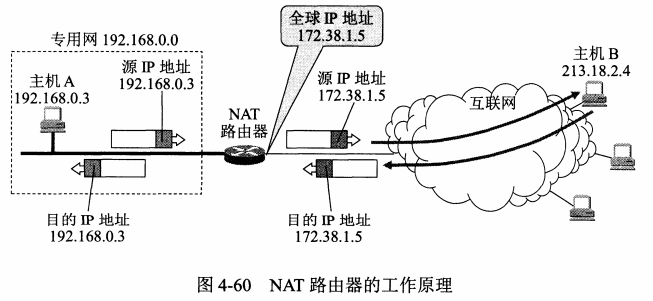 全球 IP 地址
172.38.1.5
专用网 192.168.0.0
主机 A
192.168.0.3
源 IP 地址
192.168.0.3
NAT
路由器
源 IP 地址
172.38.1.5
互联网
主机 B
213.18.2.4
目的 IP 地址
192.168.0.3
目的 IP 地址
172.38.1.5
图 4-60 NAT 路由器的工作原理